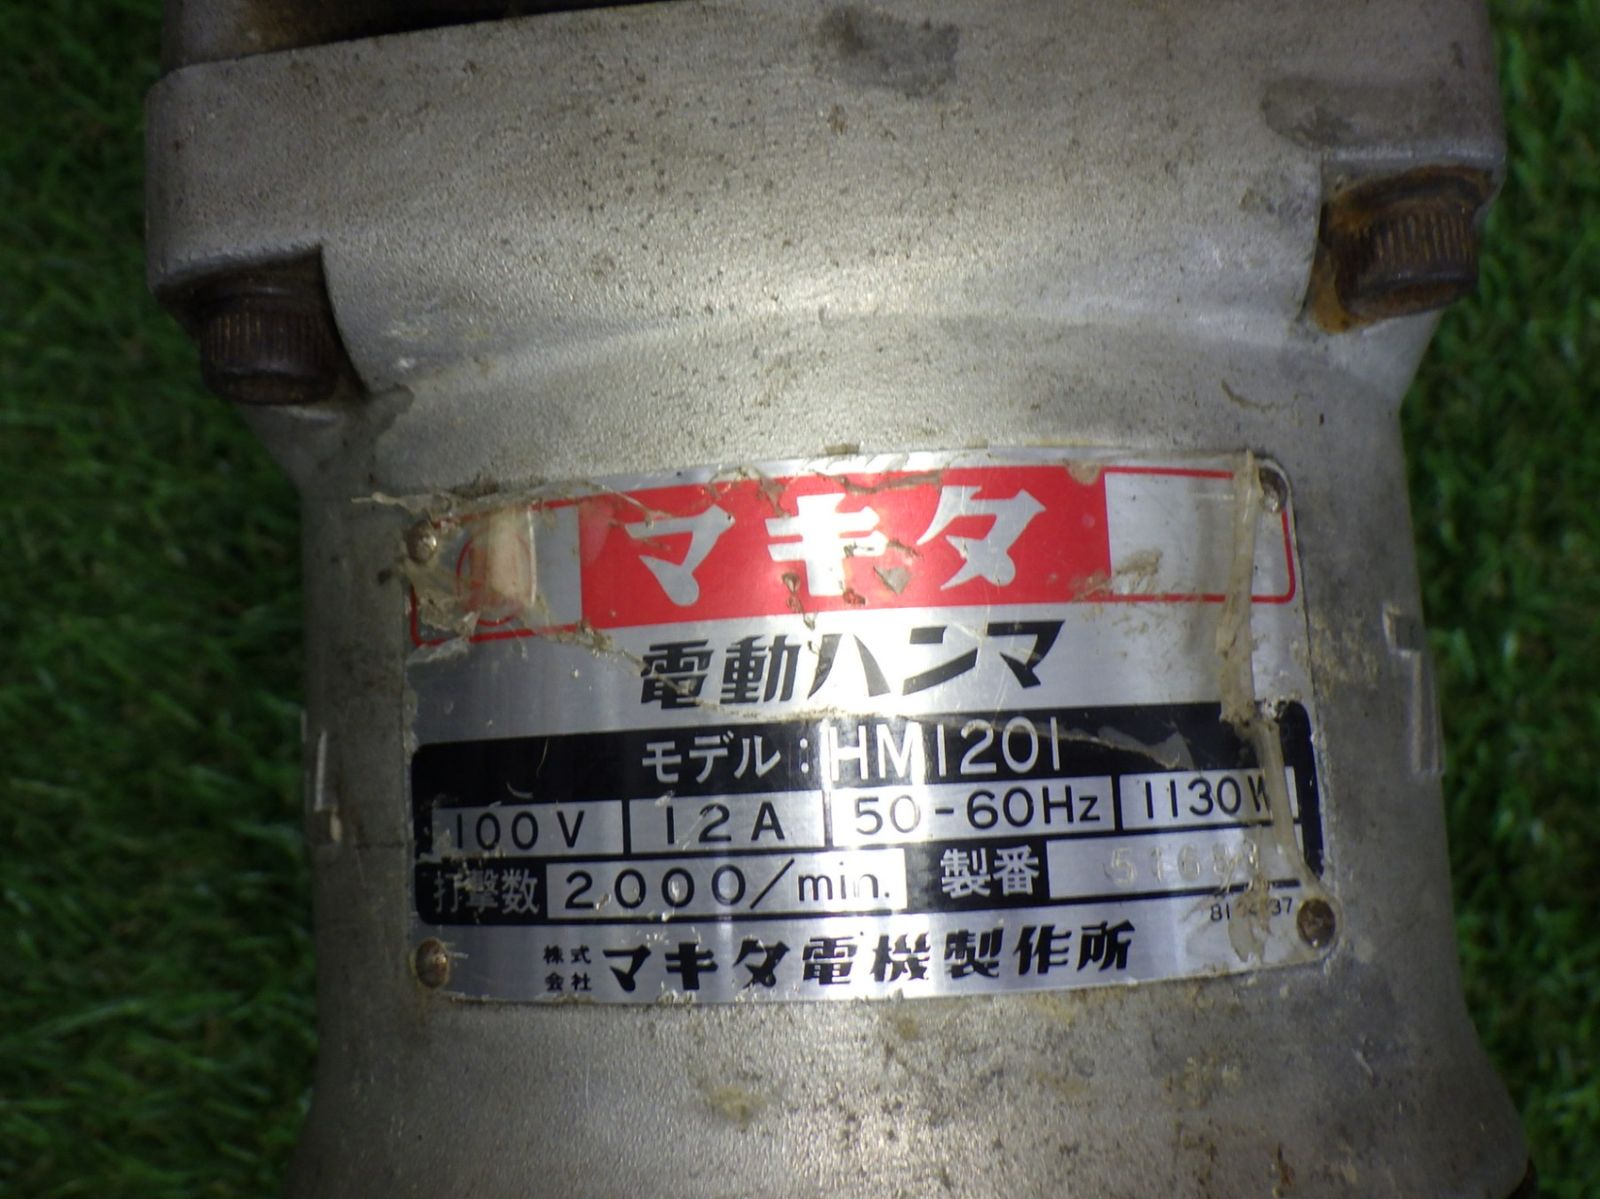 マキタ
電動ハンマ
モデル:HM1201
100V 12A 50-60Hz 1130W
打撃数 2,000/min. 製番
株式会社 マキタ電機製作所